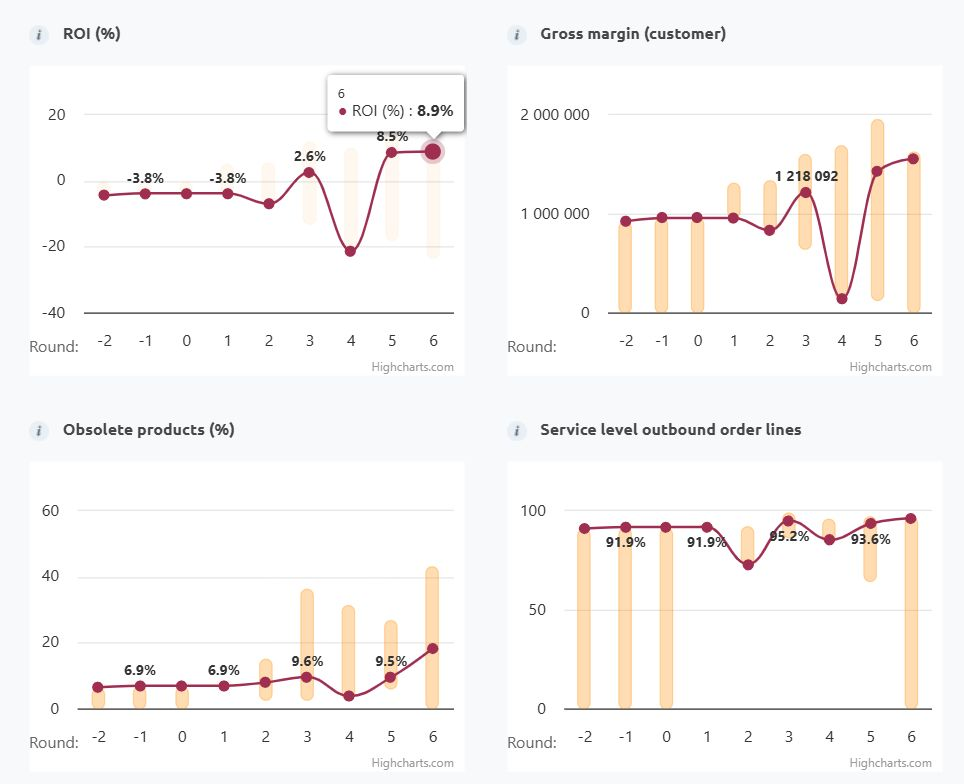 i ROI (%)
6
● ROI (%) : 8.9%
20
0
-20
-40
-3.8%
-3.8%
2.6%
8.5%
Round: -2 -1 0 1 2 3 4 5 6
Highcharts.com
i Gross margin (customer)
2 000 000
1 000 000
0
1 218 092
Round: -2 -1 0 1 2 3 4 5 6
Highcharts.com
i Obsolete products (%)
60
40
20
0
6.9%
6.9%
9.6%
9.5%
Round: -2 -1 0 1 2 3 4 5 6
Highcharts.com
i Service level outbound order lines
100
50
0
91.9%
91.9%
95.2%
93.6%
Round: -2 -1 0 1 2 3 4 5 6
Highcharts.com